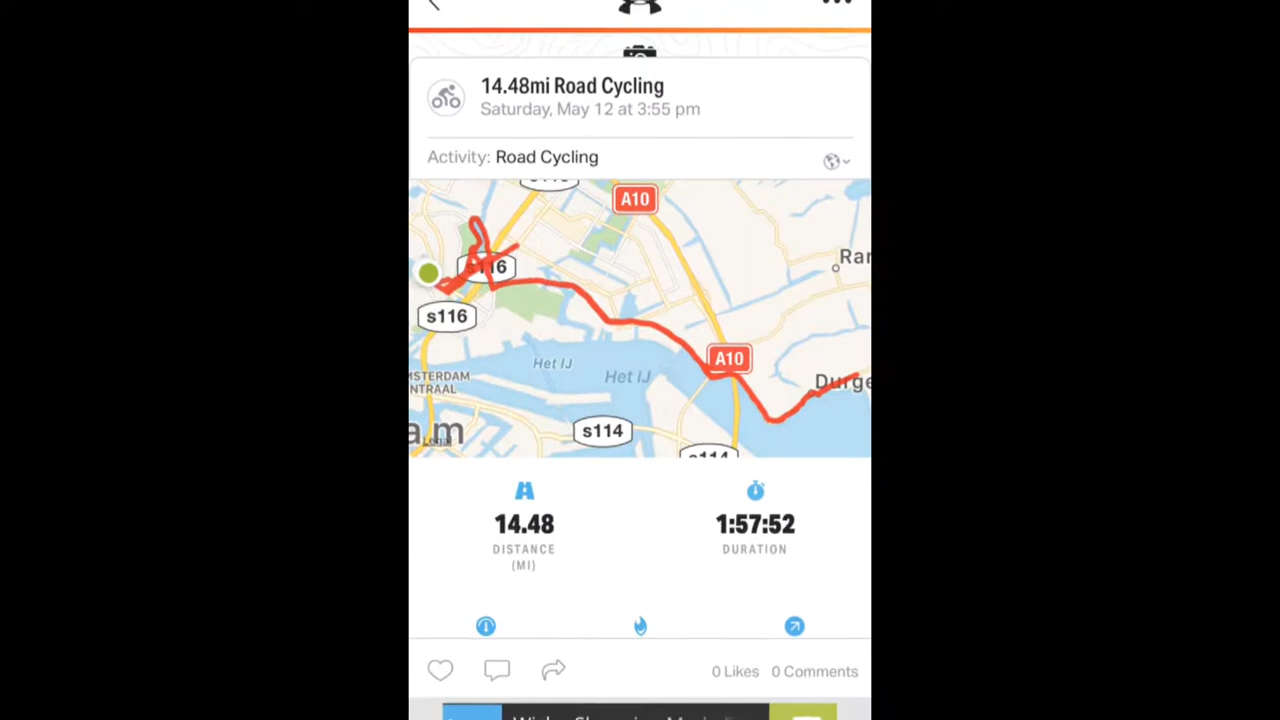 14.48mi Road Cycling
Saturday, May 12 at 3:55 pm
Activity: Road Cycling
A10
Ran
s116
s116
A10
Het IJ
Het IJ
Durge
MSTERDAM
NTRAAL
s114
am
Legal
14.48
1:57:52
DISTANCE
(MI)
DURATION
0 Likes 0 Comments